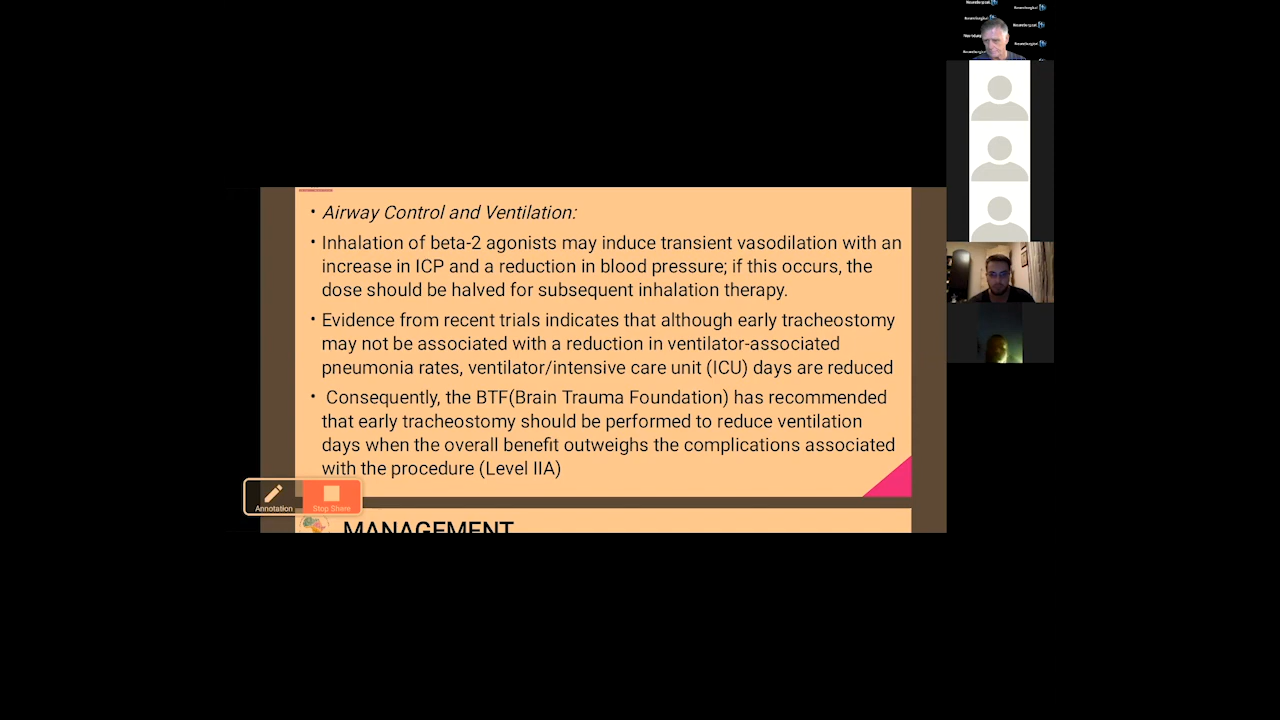 • Airway Control and Ventilation:
• Inhalation of beta-2 agonists may induce transient vasodilation with an
increase in ICP and a reduction in blood pressure; if this occurs, the
dose should be halved for subsequent inhalation therapy.
• Evidence from recent trials indicates that although early tracheostomy
may not be associated with a reduction in ventilator-associated
pneumonia rates, ventilator/intensive care unit (ICU) days are reduced
• Consequently, the BTF(Brain Trauma Foundation) has recommended
that early tracheostomy should be performed to reduce ventilation
days when the overall benefit outweighs the complications associated
with the procedure (Level IIA)
Annotation
Stop Share
MANAGEMENT